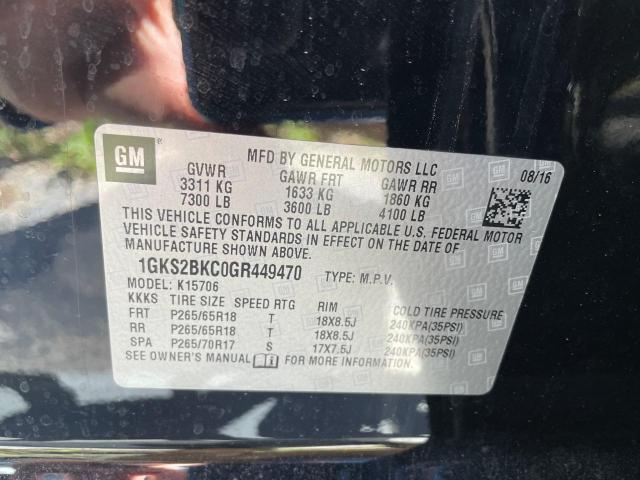 GM
MFD BY GENERAL MOTORS LLC
08/16
GVWR GAWR FRT GAWR RR
3311 KG 1633 KG 1860 KG
7300 LB 3600 LB 4100 LB
THIS VEHICLE CONFORMS TO ALL APPLICABLE U.S. FEDERAL MOTOR
VEHICLE SAFETY STANDARDS IN EFFECT ON THE DATE OF
MANUFACTURE SHOWN ABOVE.
1GKS2BKC0GR449470 TYPE: M.P.V.
MODEL: K15706
KKKS TIRE SIZE SPEED RTG RIM COLD TIRE PRESSURE
FRT P265/65R18 T 18X8.5J 240KPA(35PSI)
RR P265/65R18 T 18X8.5J 240KPA(35PSI)
SPA P265/70R17 S 17X7.5J 240KPA(35PSI)
SEE OWNER'S MANUAL FOR MORE INFORMATION.